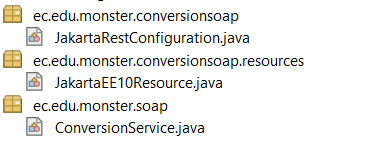 ec.edu.monster.conversionsoap
JakartaRestConfiguration.java
ec.edu.monster.conversionsoap.resources
JakartaEE10Resource.java
ec.edu.monster.soap
ConversionService.java